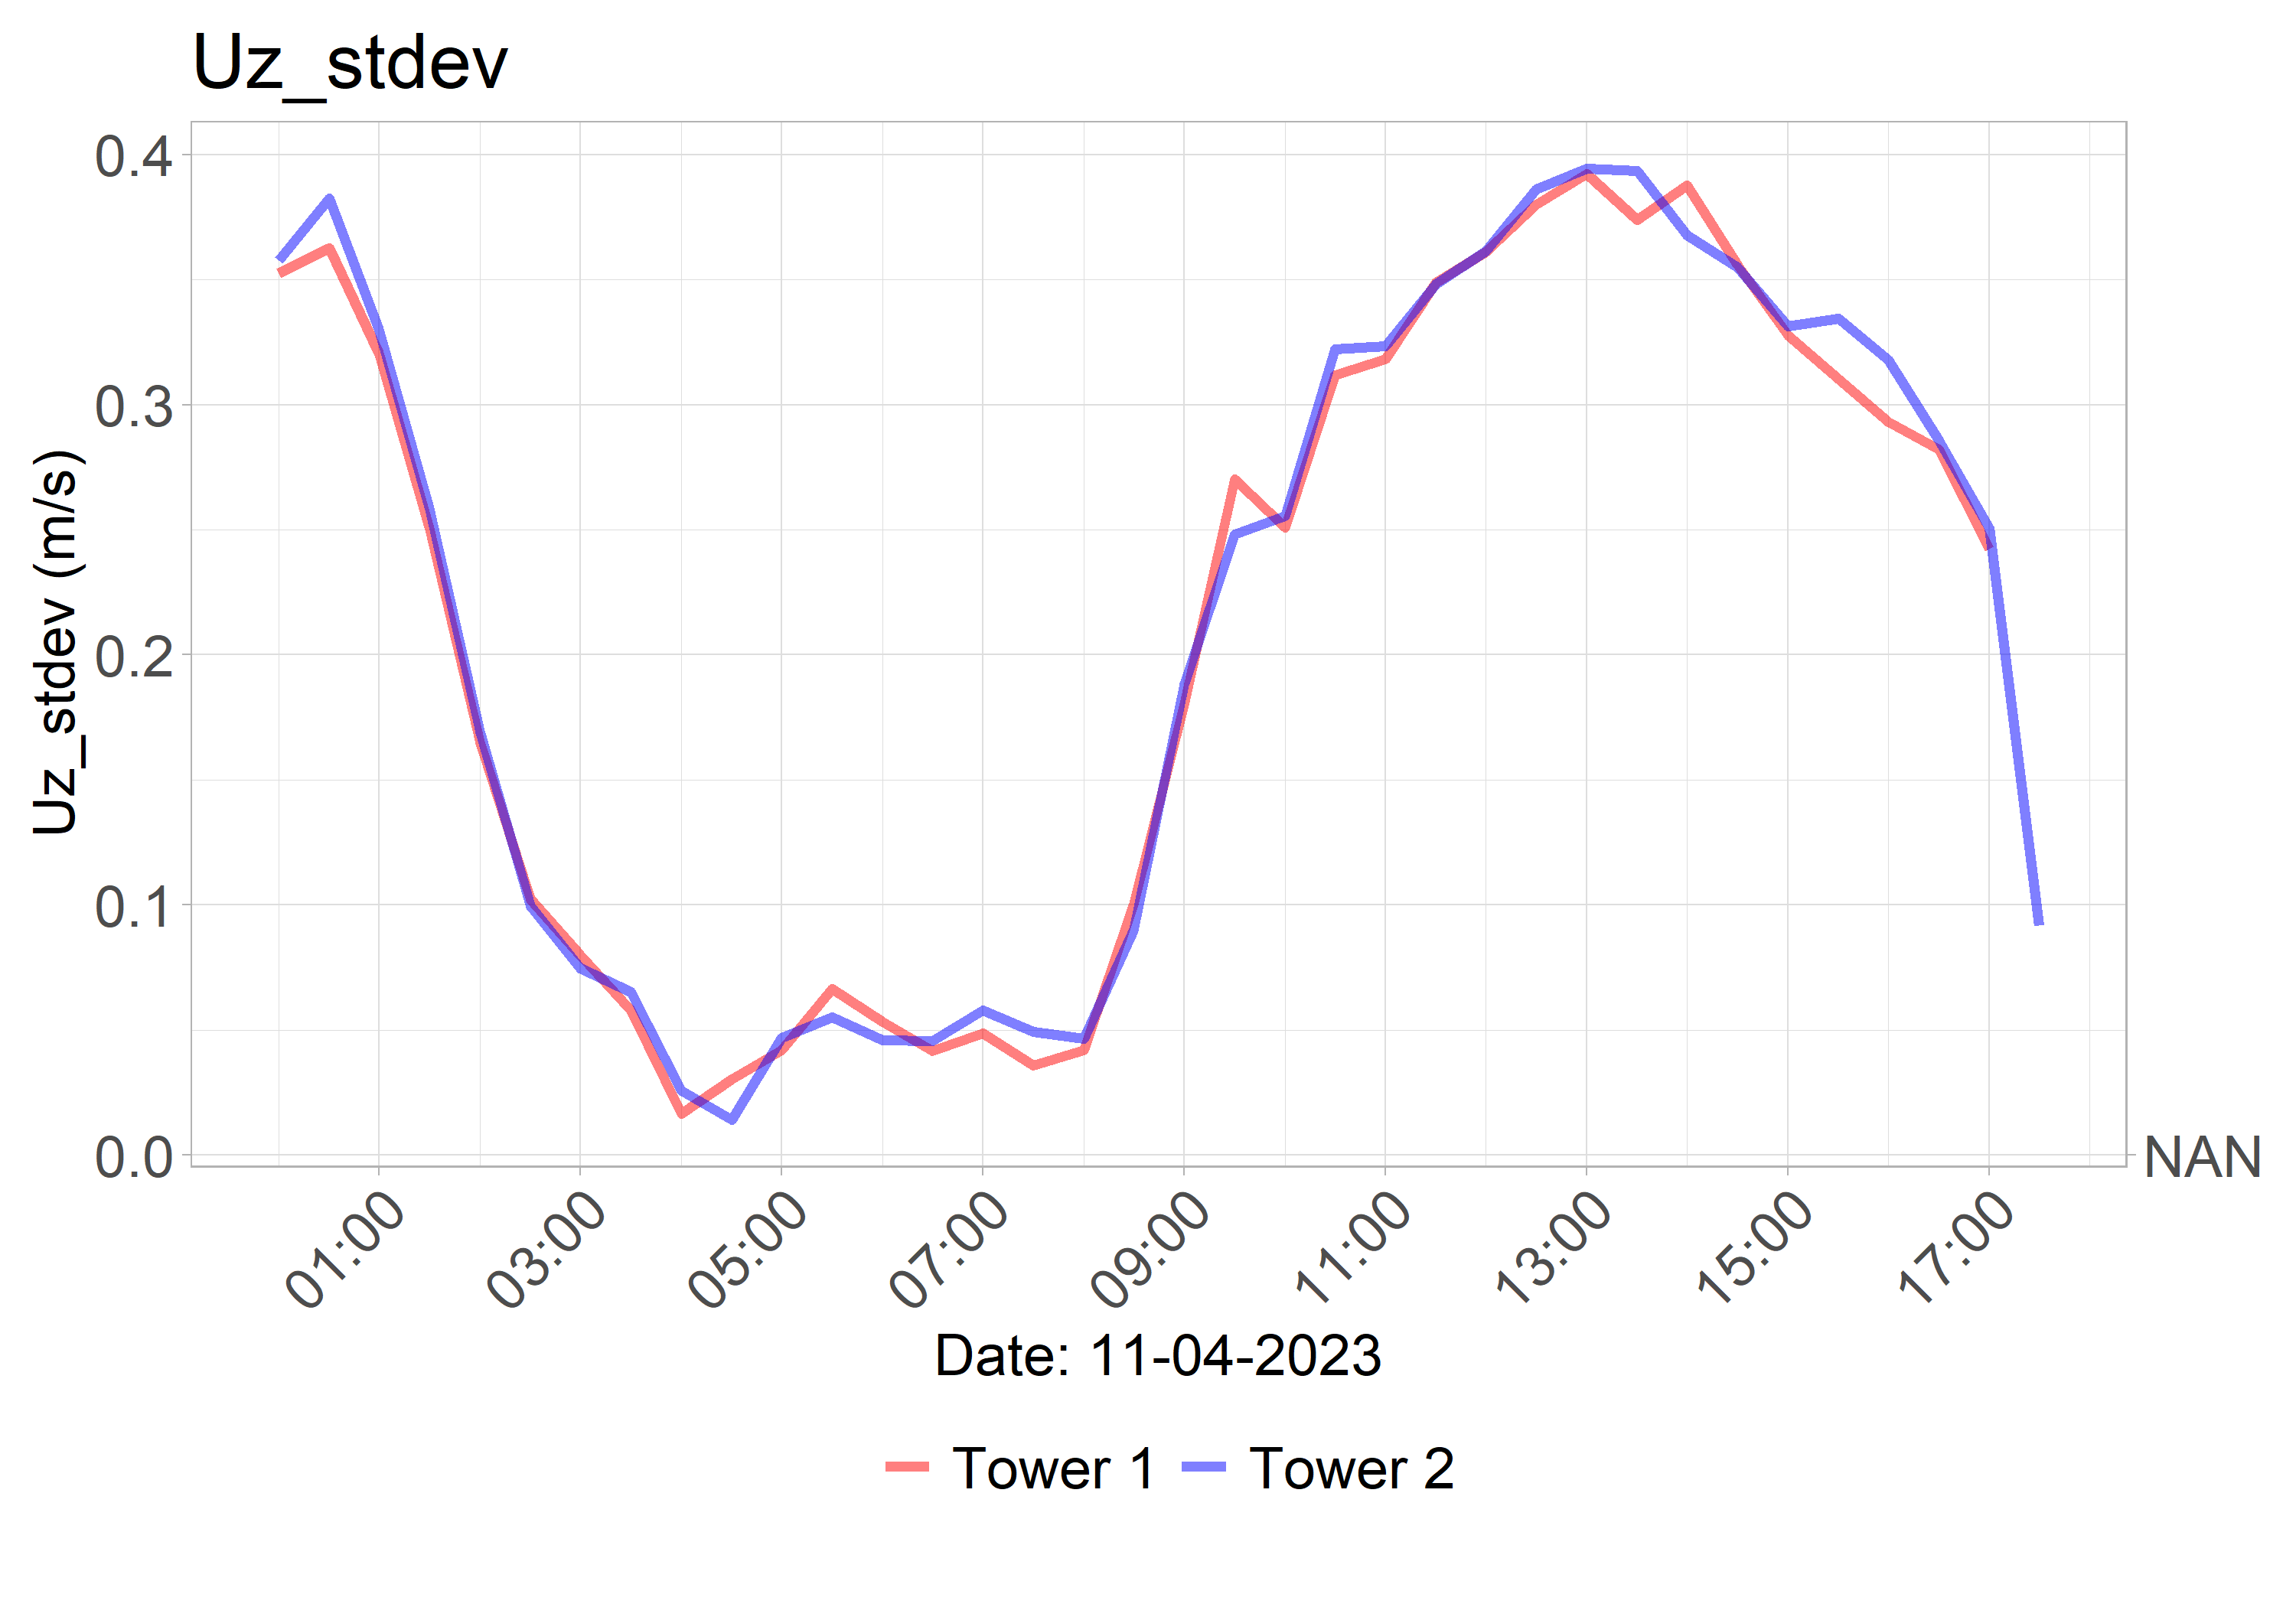 Uz_stdev
Uz_stdev (m/s)
0.4
0.3
0.2
0.1
0.0
NAN
01:00
03:00
05:00
07:00
09:00
11:00
13:00
15:00
17:00
Date: 11-04-2023
Tower 1
Tower 2